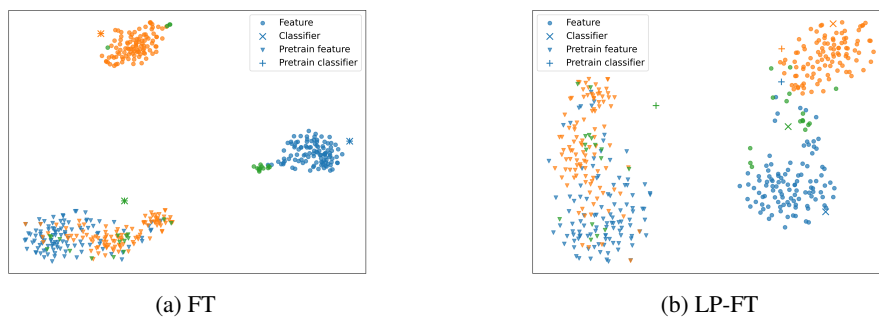 Feature
Classifier
Pretrain feature
Pretrain classifier
Feature
Classifier
Pretrain feature
Pretrain classifier
(a) FT
(b) LP-FT